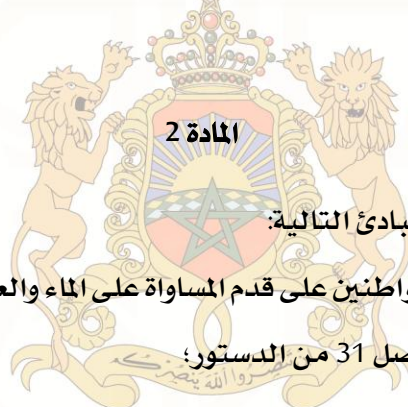 المادة 2
بادئ التالية:
واطنين على قدم المساواة على الماء والع
صل 31 من الدستور؛